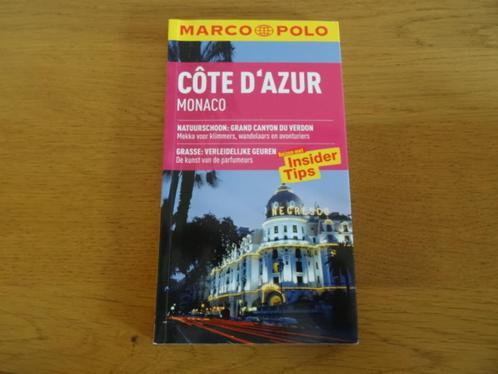 MARCO POLO
CÔTE D'AZUR
MONACO
NATUURSCHOON: GRAND CANYON DU VERDON
Mekka voor klimmers, wandelaars en avonturiers
GRASSE: VERLEIDELIJKE GEUREN
De kunst van de parfumeurs
Insider
Tips
NEGRESCO